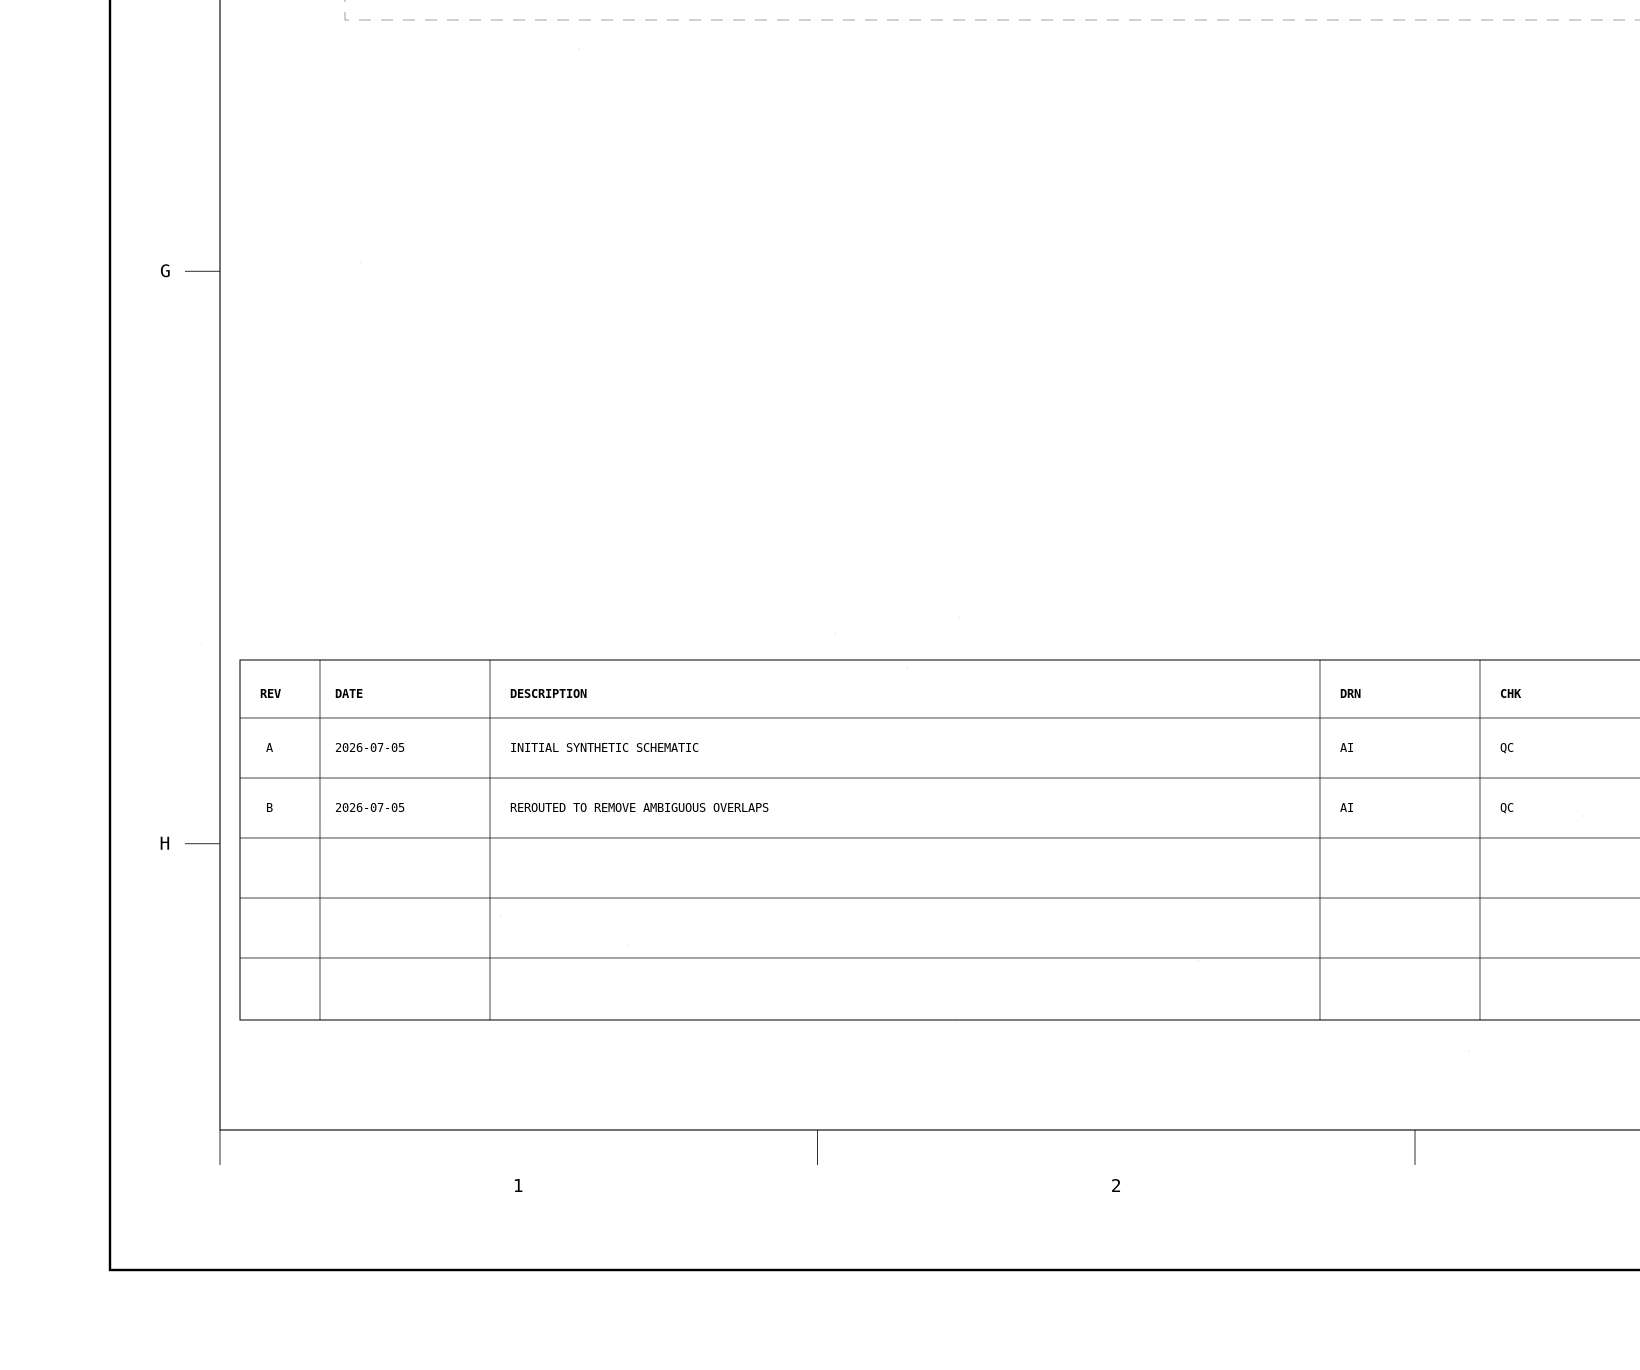 G
REV DATE DESCRIPTION DRN CHK
A 2026-07-05 INITIAL SYNTHETIC SCHEMATIC AI QC
B 2026-07-05 REROUTED TO REMOVE AMBIGUOUS OVERLAPS AI QC
H
1 2